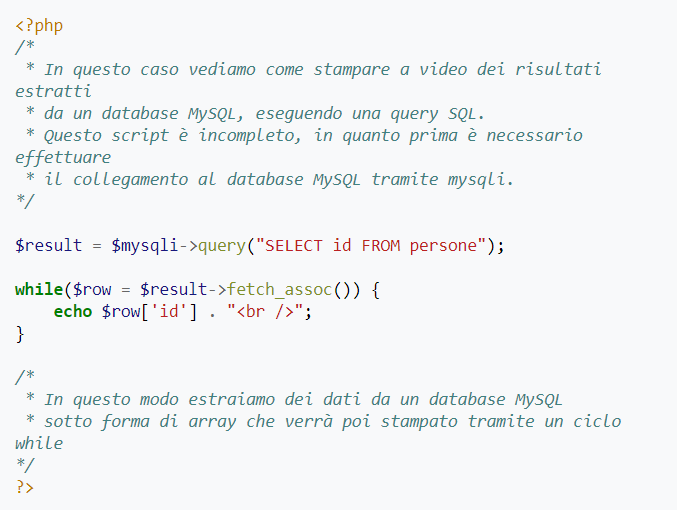 <?php
/*
 * In questo caso vediamo come stampare a video dei risultati
estratti
 * da un database MySQL, eseguendo una query SQL.
 * Questo script è incompleto, in quanto prima è necessario
effettuare
 * il collegamento al database MySQL tramite mysqli.
*/

$result = $mysqli->query("SELECT id FROM persone");

while($row = $result->fetch_assoc()) {
    echo $row['id'] . "<br />";
}

/*
 * In questo modo estraiamo dei dati da un database MySQL
 * sotto forma di array che verrà poi stampato tramite un ciclo
while
*/
?>